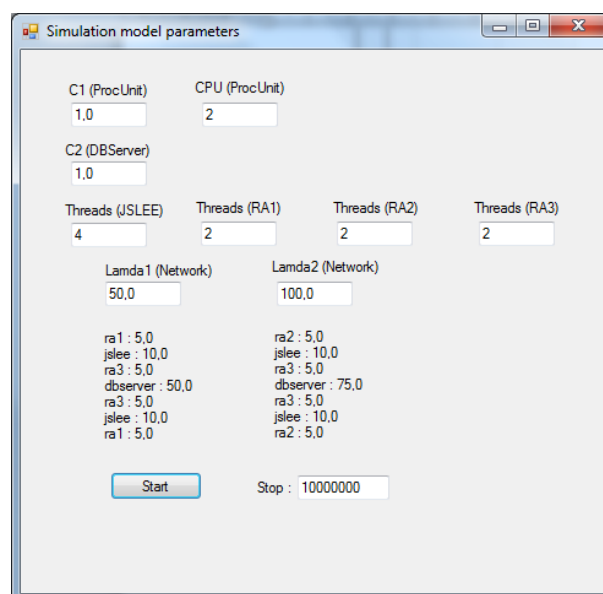 Simulation model parameters
C1 (ProcUnit) CPU (ProcUnit)
1,0 2
C2 (DBServer)
1,0
Threads (JSLEE) Threads (RA1) Threads (RA2) Threads (RA3)
4 2 2 2
Lamda1 (Network) Lamda2 (Network)
50,0 100,0
ra1 : 5,0 ra2 : 5,0
jslee : 10,0 jslee : 10,0
ra3 : 5,0 ra3 : 5,0
dbserver : 50,0 dbserver : 75,0
ra3 : 5,0 ra3 : 5,0
jslee : 10,0 jslee : 10,0
ra1 : 5,0 ra2 : 5,0
Start Stop : 10000000